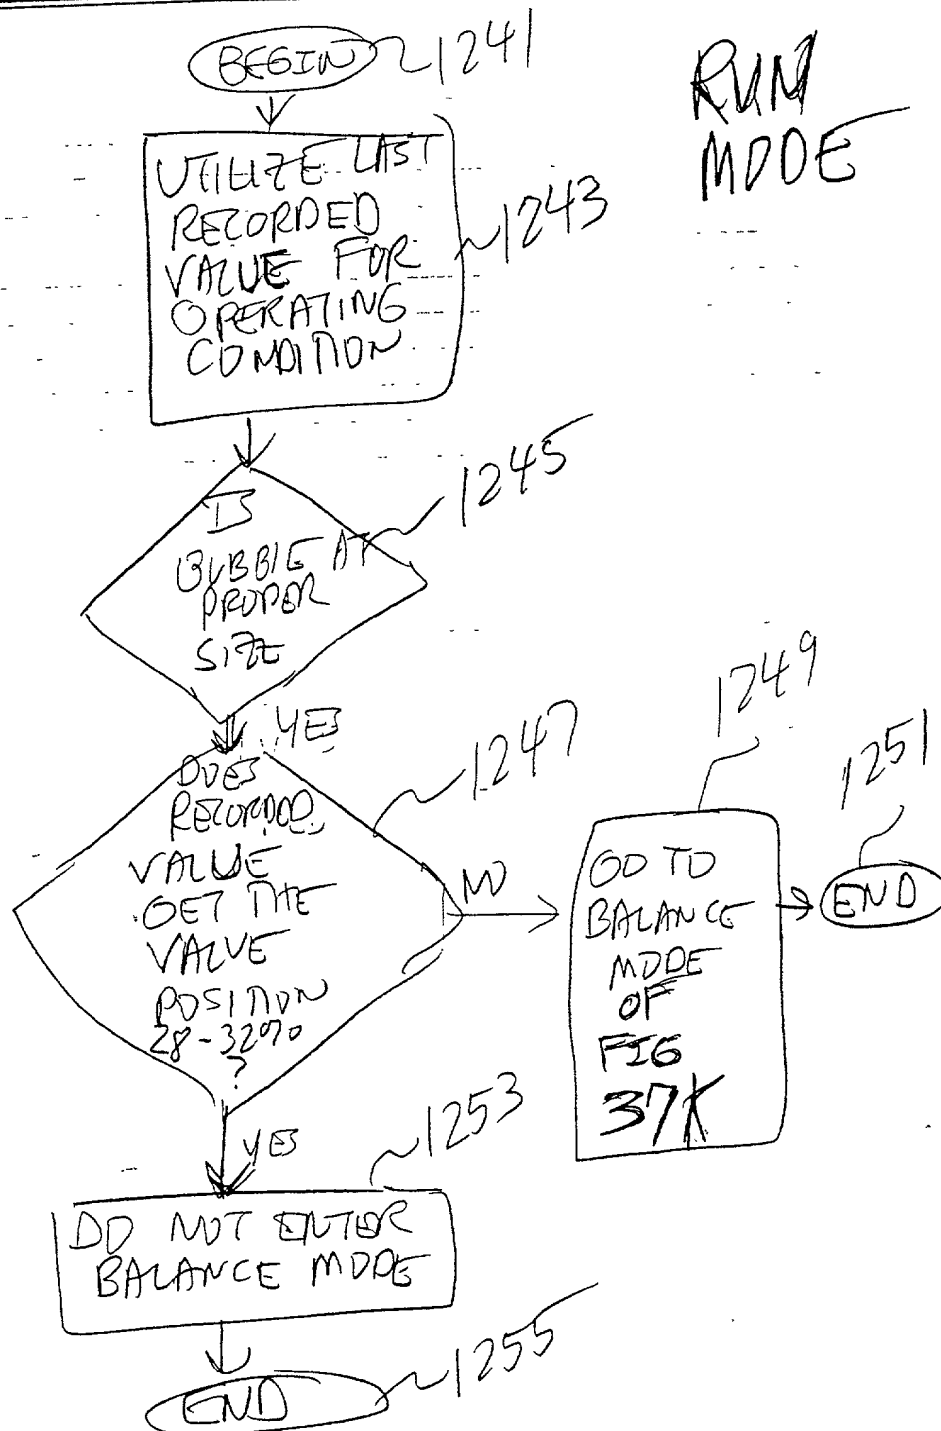 BEGIN 1241
RUN
MODE
UTILIZE LAST
RECORDED
VALUE FOR
OPERATING
CONDITION
1243
IS
BUBBLE AT
PROPER
SIZE
1245
YES
DOES
RECORDED
VALUE
GET THE
VALVE
POSITION
28-32%
?
1247
NO
1249
GO TO
BALANCE
MODE
OF
FIG
37K
1251
END
YES
1253
DO NOT ENTER
BALANCE MODE
END
1255